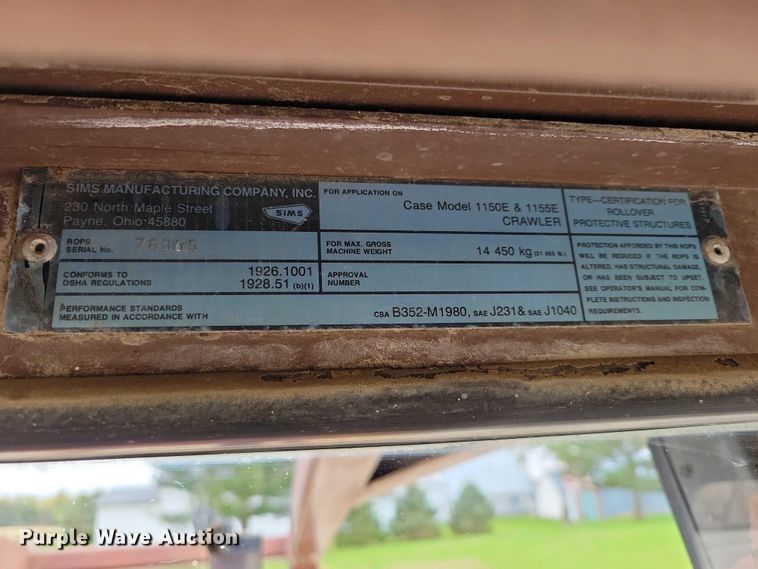 SIMS MANUFACTURING COMPANY, INC.
230 North Maple Street
Payne, Ohio 45880
SIMS
FOR APPLICATION ON
Case Model 1150E & 1155E
CRAWLER
TYPE—CERTIFICATION FOR
ROLLOVER
PROTECTIVE STRUCTURES
ROPS
SERIAL No.
FOR MAX. GROSS
MACHINE WEIGHT
14 450 kg (31 855 lb.)
PROTECTION AFFORDED BY THIS ROPS
WILL BE REDUCED IF THE ROPS IS
ALTERED, HAS STRUCTURAL DAMAGE,
OR HAS BEEN SUBJECT TO UPSET.
SEE OPERATOR'S MANUAL FOR COM-
PLETE INSTRUCTIONS AND INSPECTION
REQUIREMENTS.
CONFORMS TO
OSHA REGULATIONS
1926.1001
1928.51 (b)(1)
APPROVAL
NUMBER
PERFORMANCE STANDARDS
MEASURED IN ACCORDANCE WITH
CSA B352-M1980, SAE J231 & SAE J1040
Purple Wave Auction